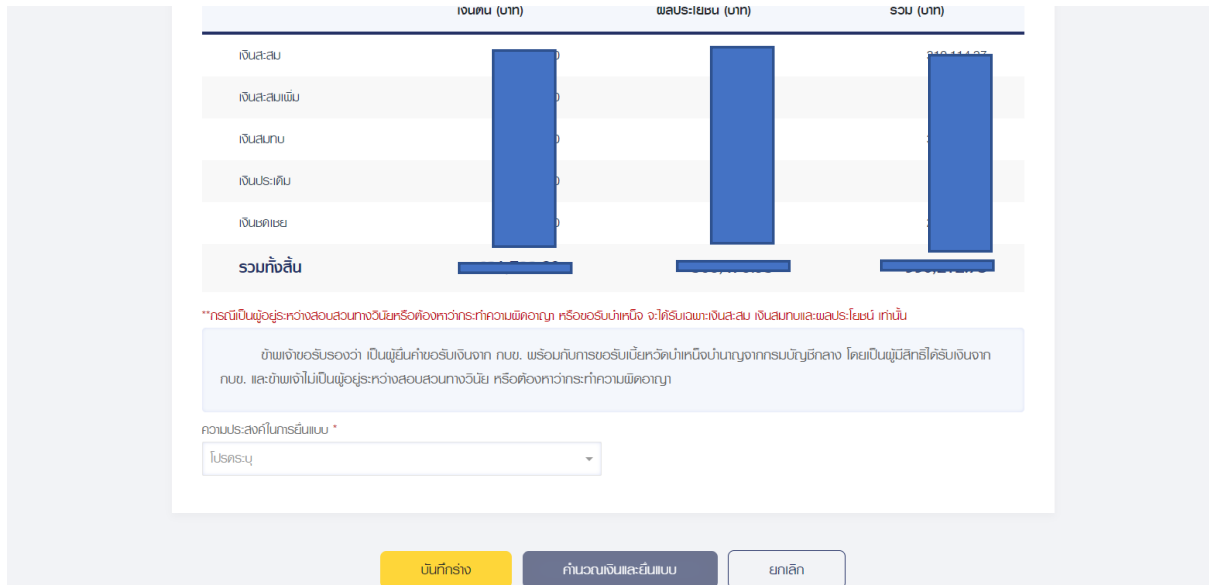 เงินต้น (บาท) ผลประโยชน์ (บาท) รวม (บาท)
เงินสะสม
เงินสะสมเพิ่ม
เงินสมทบ
เงินประเดิม
เงินชดเชย
รวมทั้งสิ้น
**กรณีเป็นผู้อยู่ระหว่างสอบสวนทางวินัยหรือต้องหาว่ากระทำความผิดอาญา หรือขอรับบำเหน็จ จะได้รับเฉพาะเงินสะสม เงินสมทบและผลประโยชน์ เท่านั้น
ข้าพเจ้าขอรับรองว่า เป็นผู้ยื่นคำขอรับเงินจาก กบข. พร้อมกับการขอรับเบี้ยหวัดบำเหน็จบำนาญจากกรมบัญชีกลาง โดยเป็นผู้มีสิทธิได้รับเงินจาก
กบข. และข้าพเจ้าไม่เป็นผู้อยู่ระหว่างสอบสวนทางวินัย หรือต้องหาว่ากระทำความผิดอาญา
ความประสงค์ในการยื่นแบบ *
โปรดระบุ
บันทึกร่าง คำนวณเงินและยื่นแบบ ยกเลิก